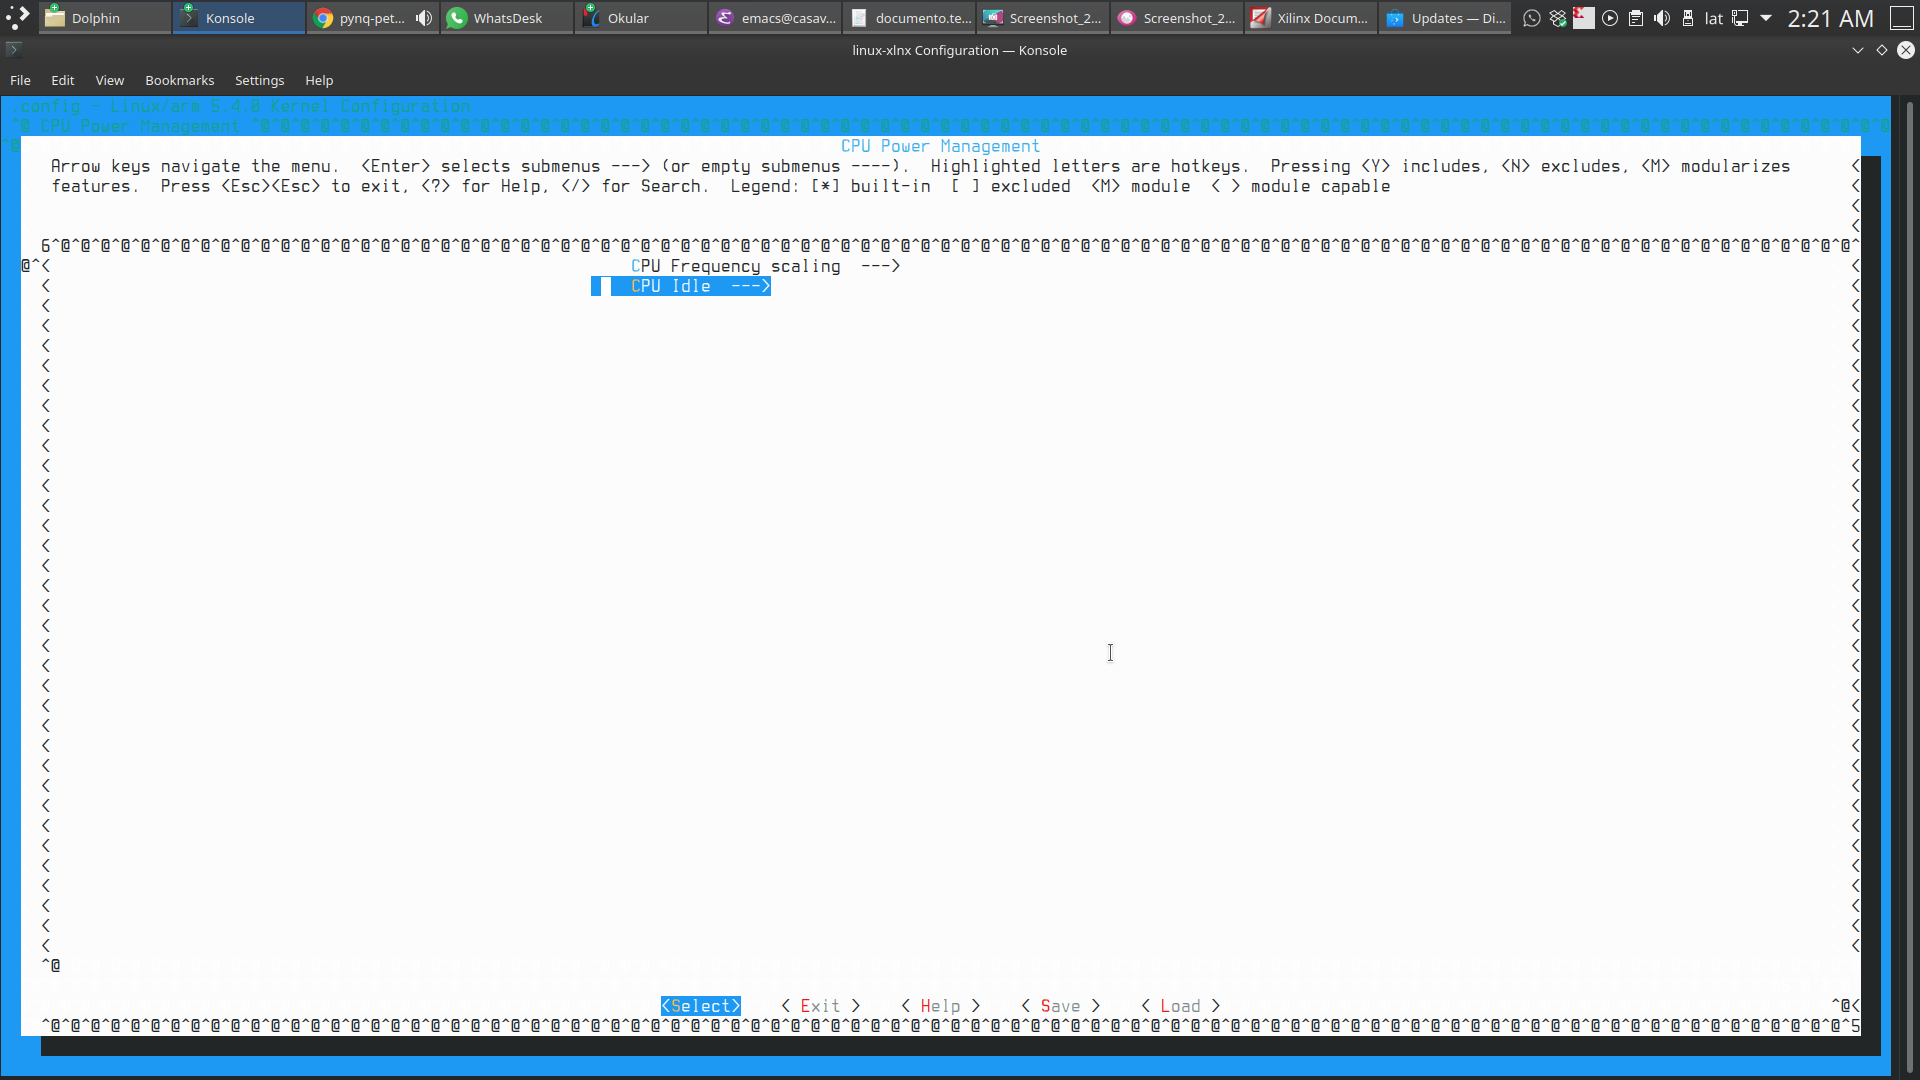 Dolphin Konsole pynq-pet... WhatsDesk Okular emacs@casav... documento.te... Screenshot_2... Screenshot_2... Xilinx Docum... Updates — Di... lat 2:21 AM
linux-xlnx Configuration — Konsole
File Edit View Bookmarks Settings Help
.config - Linux/arm 5.4.0 Kernel Configuration
^@ CPU Power Management
CPU Power Management
Arrow keys navigate the menu. <Enter> selects submenus ---> (or empty submenus ----). Highlighted letters are hotkeys. Pressing <Y> includes, <N> excludes, <M> modularizes
features. Press <Esc><Esc> to exit, <?> for Help, </> for Search. Legend: [*] built-in [ ] excluded <M> module < > module capable
CPU Frequency scaling --->
CPU Idle --->
^@
<Select> < Exit > < Help > < Save > < Load >